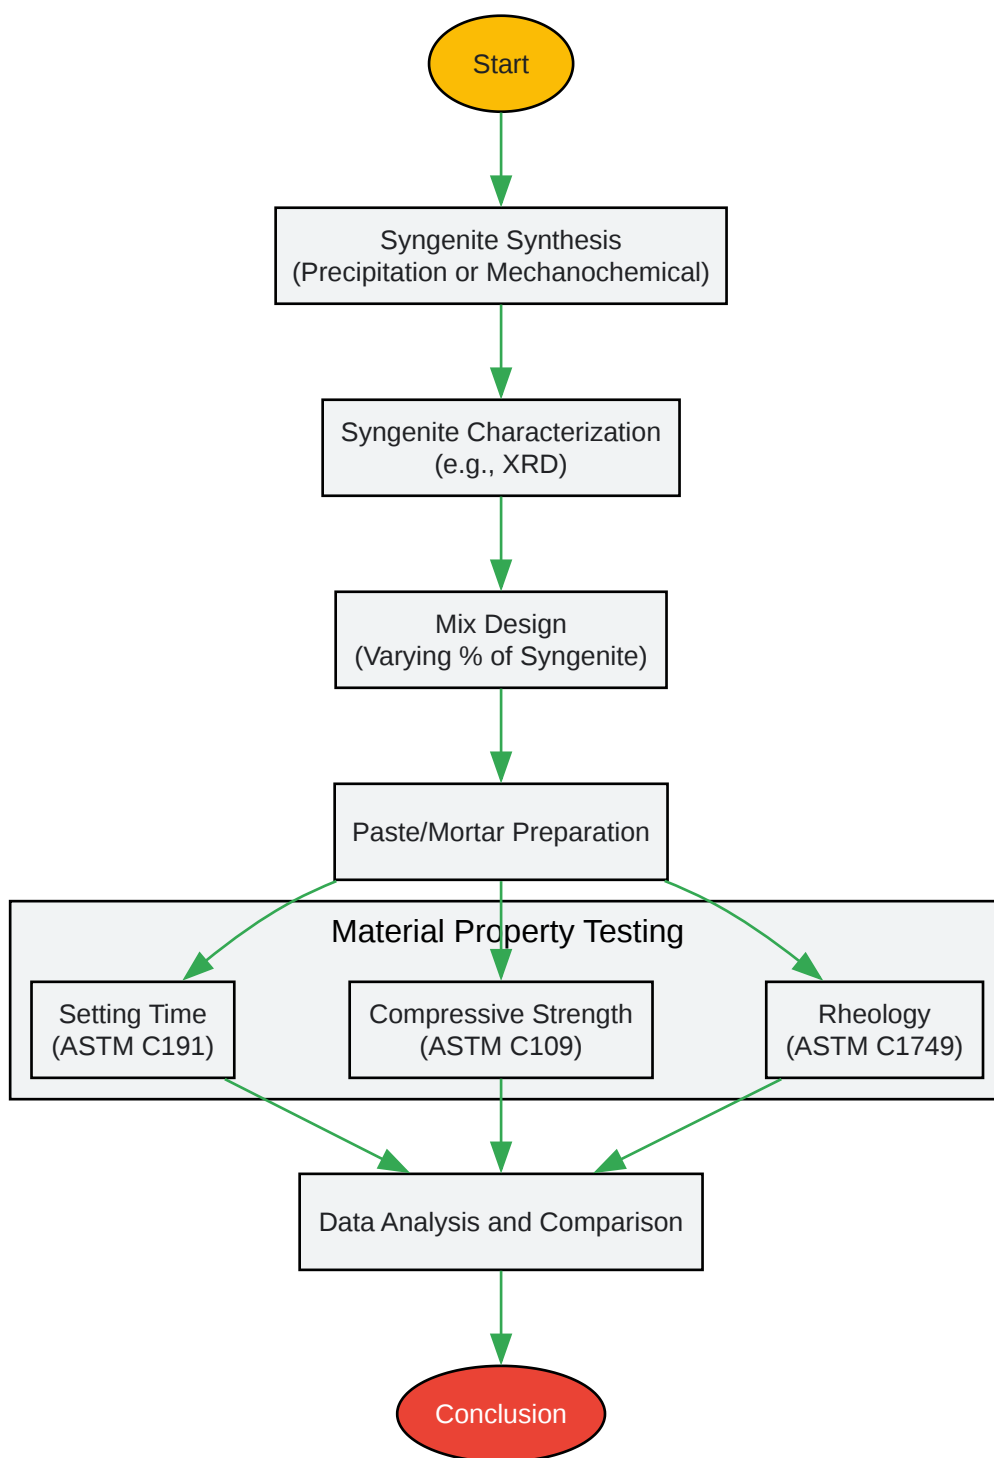 Start
Syngenite Synthesis
(Precipitation or Mechanochemical)
Syngenite Characterization
(e.g., XRD)
Mix Design
(Varying % of Syngenite)
Paste/Mortar Preparation
Material Property Testing
Setting Time
(ASTM C191)
Compressive Strength
(ASTM C109)
Rheology
(ASTM C1749)
Data Analysis and Comparison
Conclusion